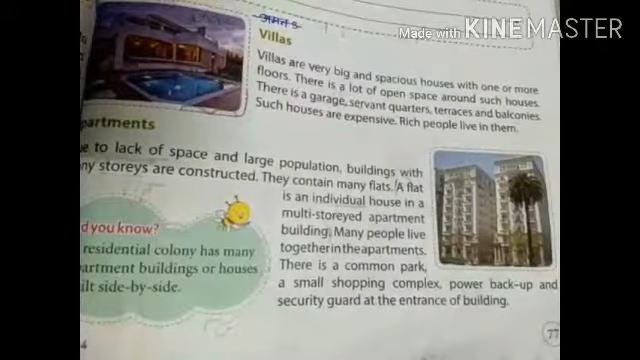 Made with KINEMASTER
Villas
Villas are very big and spacious houses with one or more
floors. There is a lot of open space around such houses.
There is a garage, servant quarters, terraces and balconies.
Such houses are expensive. Rich people live in them.
partments
e to lack of space and large population, buildings with
ny storeys are constructed. They contain many flats. A flat
is an individual house in a
multi-storeyed apartment
building. Many people live
together in the apartments.
There is a common park,
a small shopping complex, power back-up and
security guard at the entrance of building.
d you know?
residential colony has many
artment buildings or houses
ilt side-by-side.
77
4